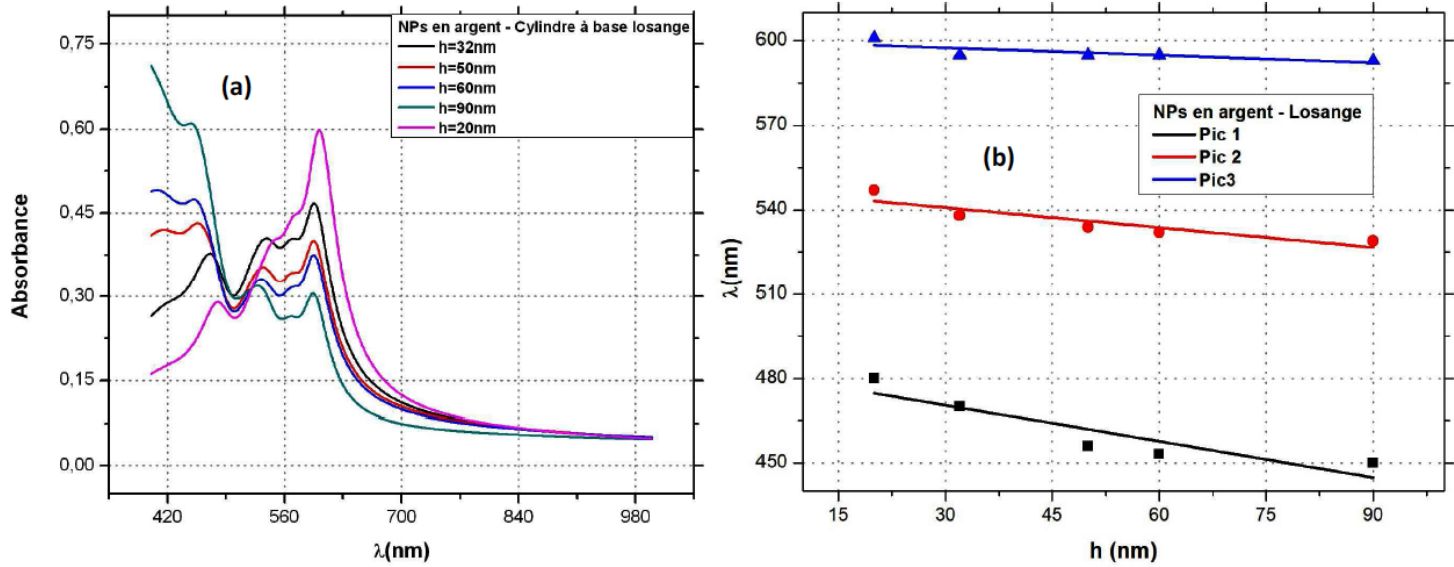 NPs en argent - Cylindre à base losange
h=32nm
h=50nm
h=60nm
h=90nm
h=20nm
(a)
0,75
0,60
0,45
0,30
0,15
0,00
Absorbance
420 560 700 840 980
λ(nm)
NPs en argent - Losange
Pic 1
Pic 2
Pic3
(b)
600
570
540
510
480
450
λ(nm)
15 30 45 60 75 90
h (nm)